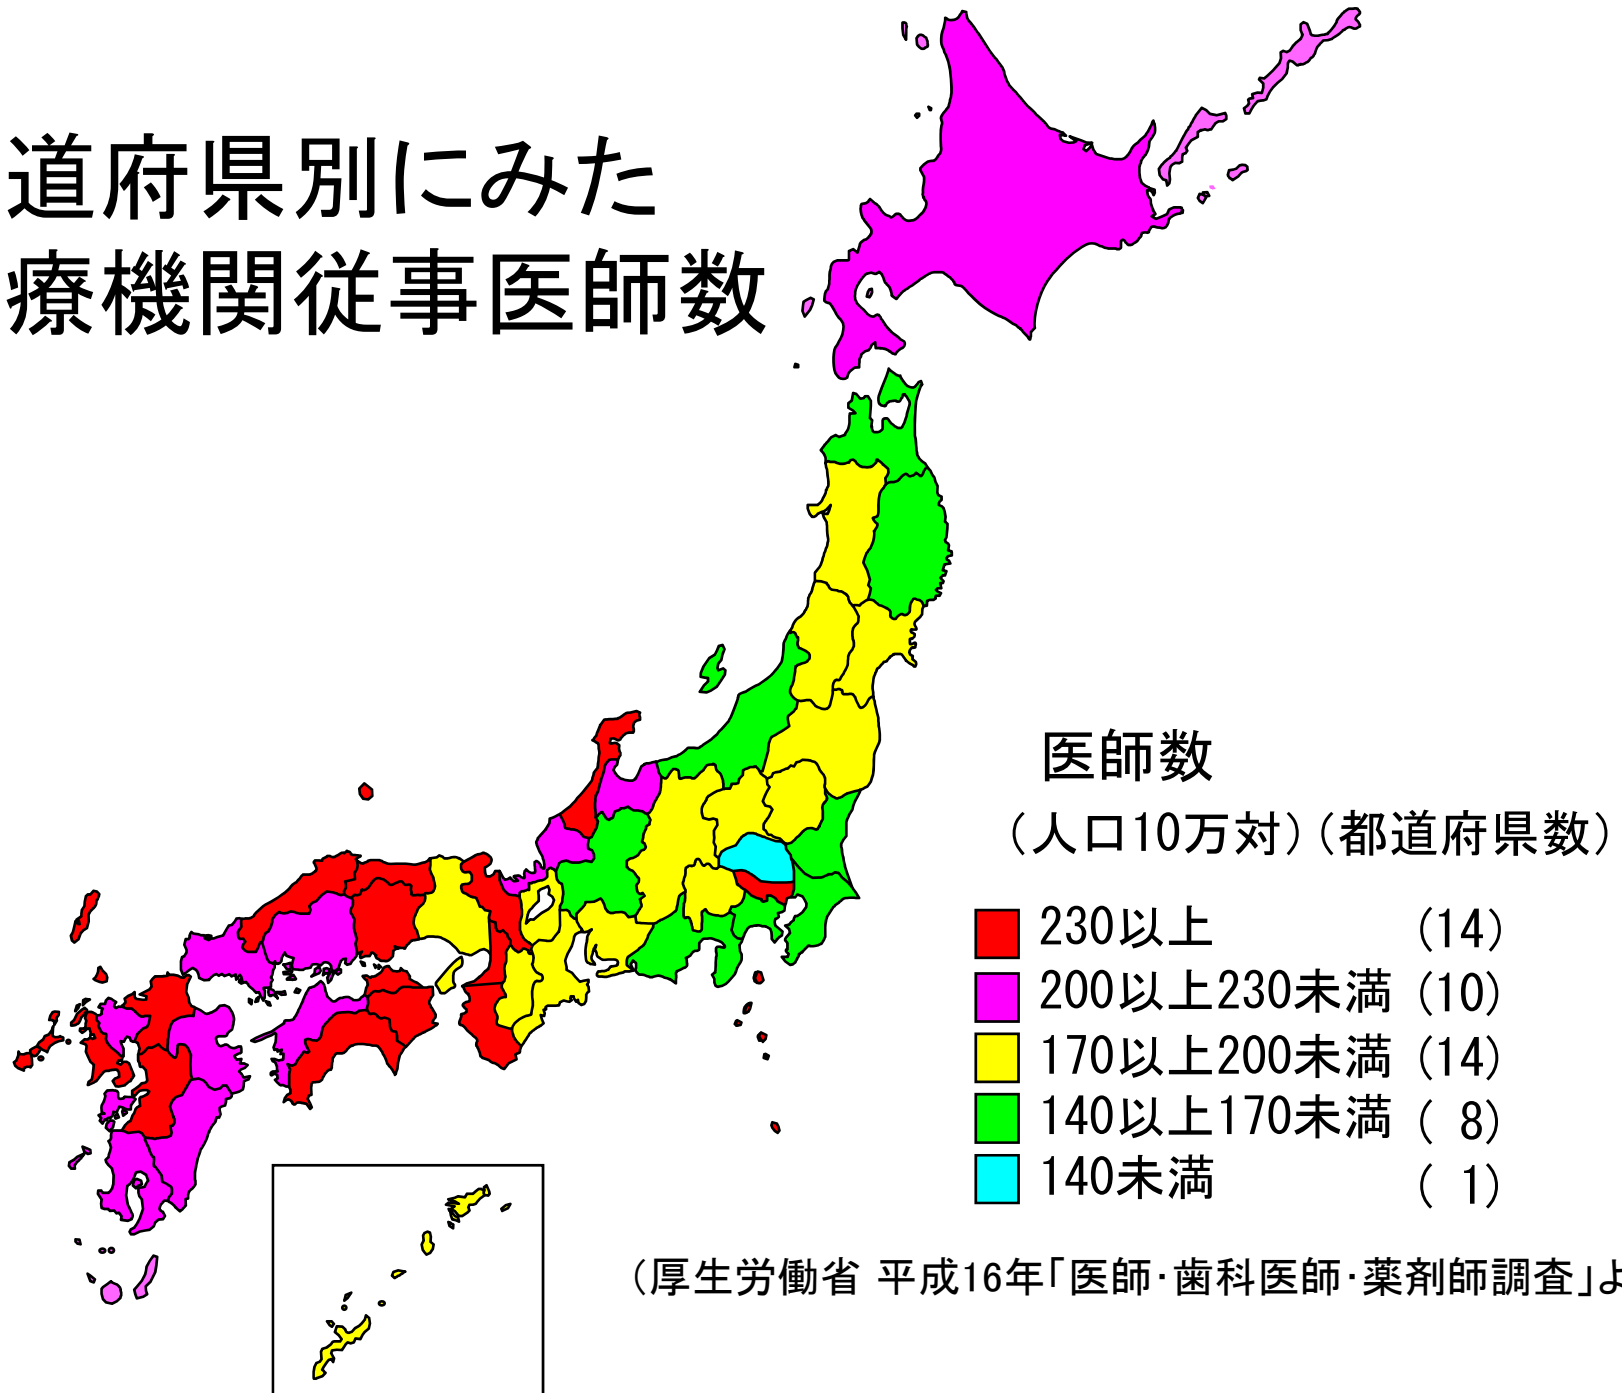 道府県別にみた
療機関従事医師数
医師数
（人口10万対）（都道府県数）
230以上 （14）
200以上230未満 （10）
170以上200未満 （14）
140以上170未満 （ 8）
140未満 （ 1）
（厚生労働省 平成16年「医師・歯科医師・薬剤師調査」よ